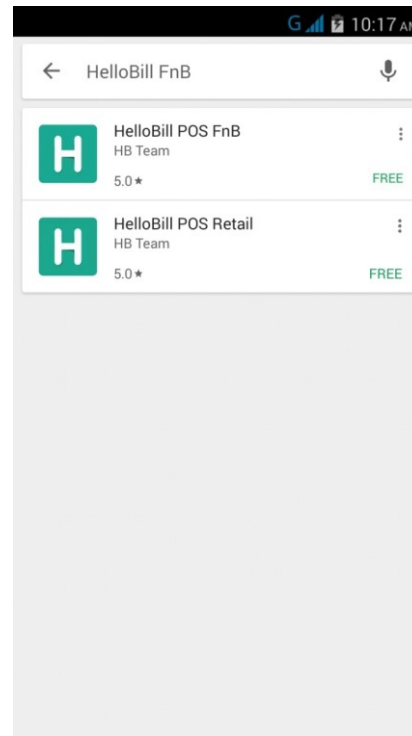 G 10:17 AM
HelloBill FnB
H
HelloBill POS FnB
HB Team
5.0★
FREE
H
HelloBill POS Retail
HB Team
5.0★
FREE